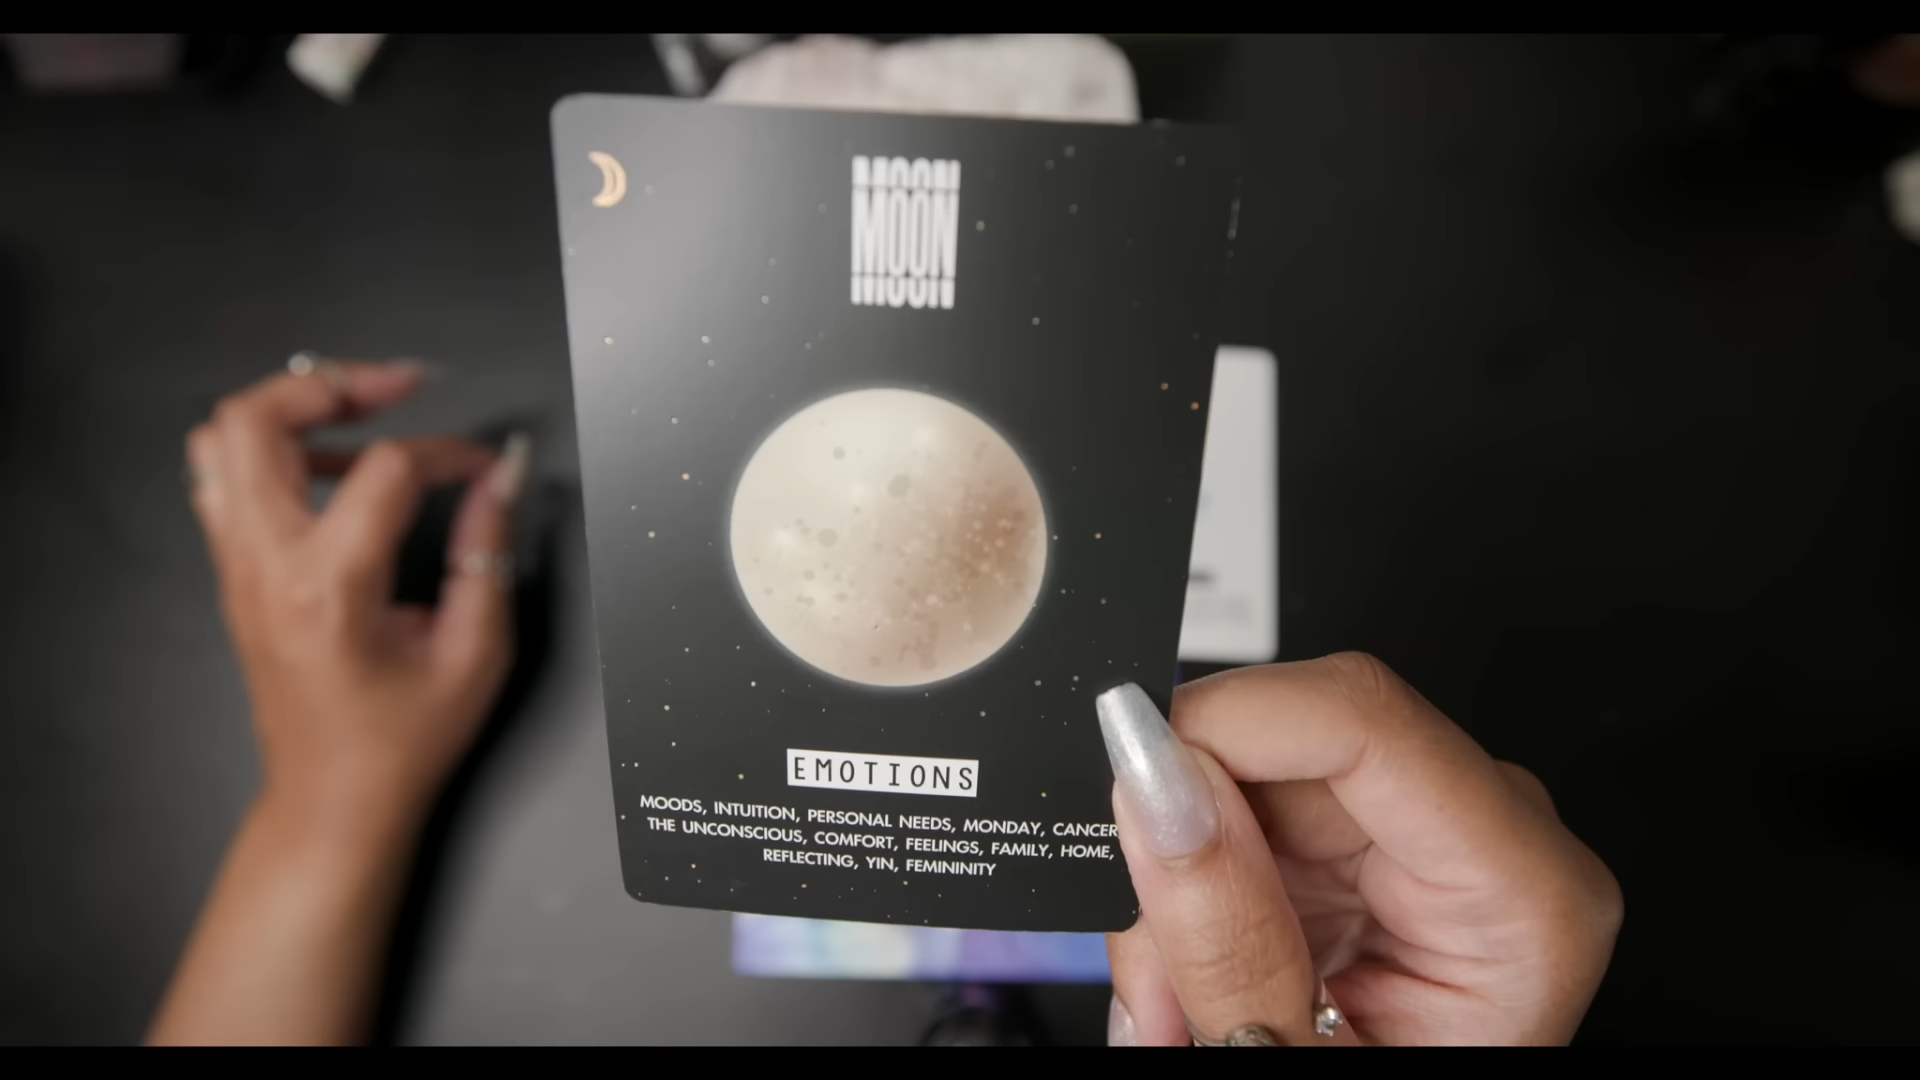 MOON
EMOTIONS
MOODS, INTUITION, PERSONAL NEEDS, MONDAY, CANCER
THE UNCONSCIOUS, COMFORT, FEELINGS, FAMILY, HOME,
REFLECTING, YIN, FEMININITY